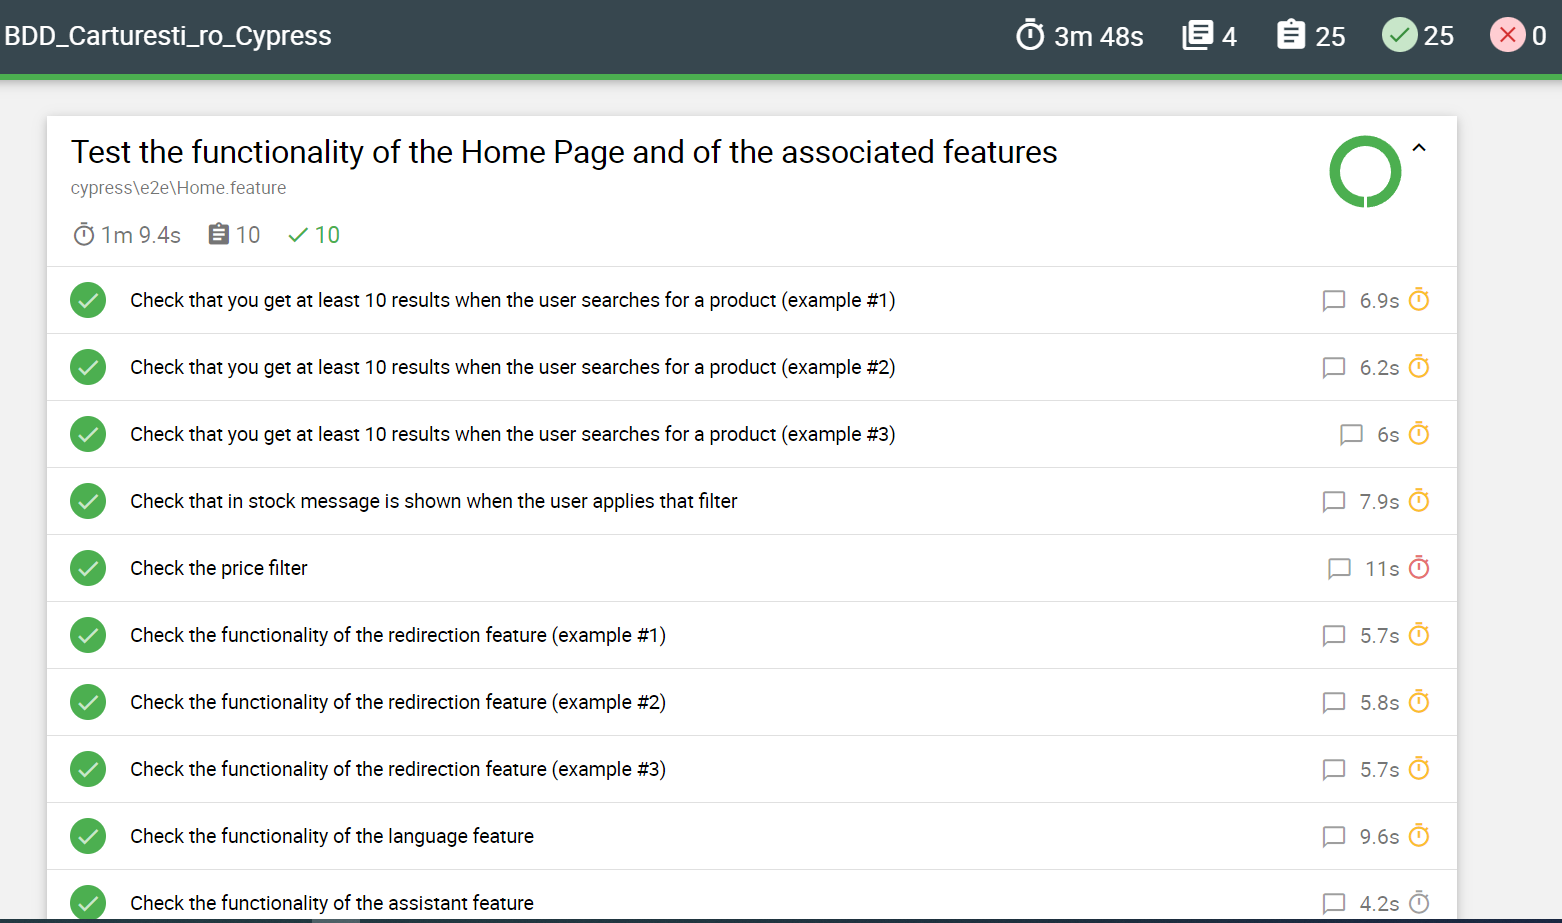 BDD_Carturesti_ro_Cypress 3m 48s 4 25 25 0
Test the functionality of the Home Page and of the associated features
cypress\e2e\Home.feature
1m 9.4s 10 10
Check that you get at least 10 results when the user searches for a product (example #1) 6.9s
Check that you get at least 10 results when the user searches for a product (example #2) 6.2s
Check that you get at least 10 results when the user searches for a product (example #3) 6s
Check that in stock message is shown when the user applies that filter 7.9s
Check the price filter 11s
Check the functionality of the redirection feature (example #1) 5.7s
Check the functionality of the redirection feature (example #2) 5.8s
Check the functionality of the redirection feature (example #3) 5.7s
Check the functionality of the language feature 9.6s
Check the functionality of the assistant feature 4.2s